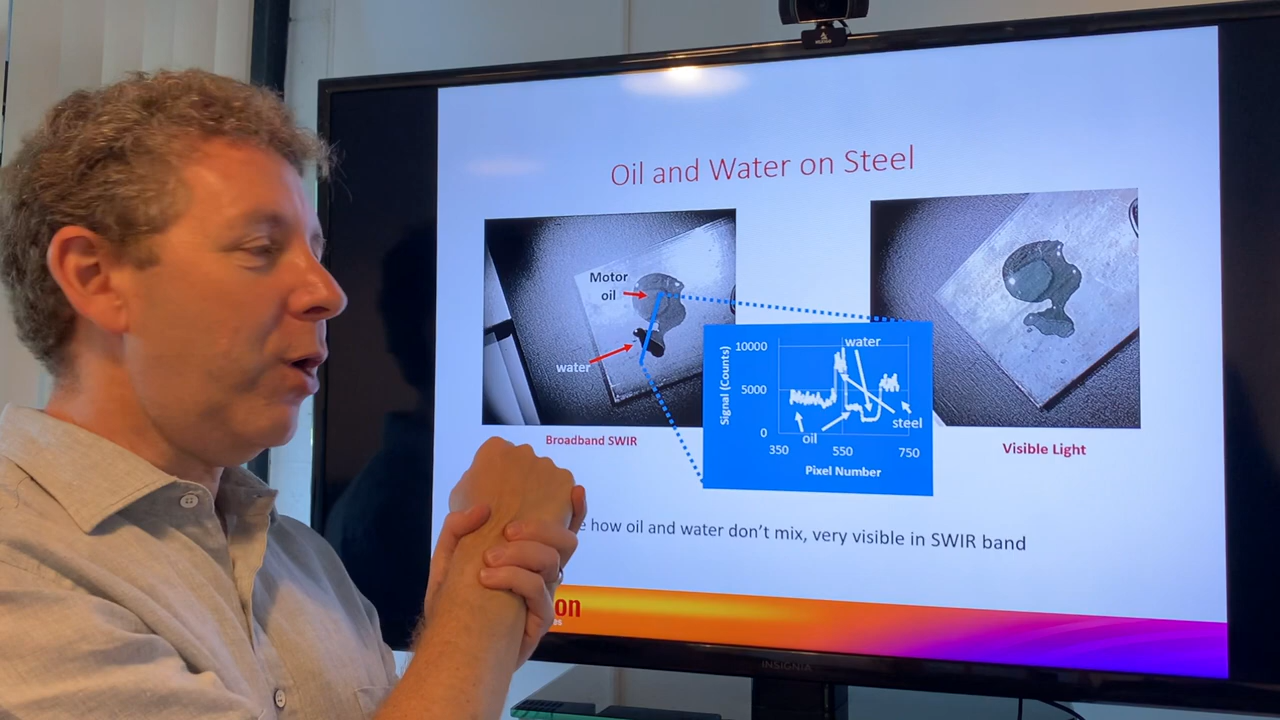 Oil and Water on Steel
Motor
oil
water
Broadband SWIR
Signal (Counts)
10000
5000
0
water
oil
steel
350
550
750
Pixel Number
Visible Light
how oil and water don't mix, very visible in SWIR band
INSIGNIA